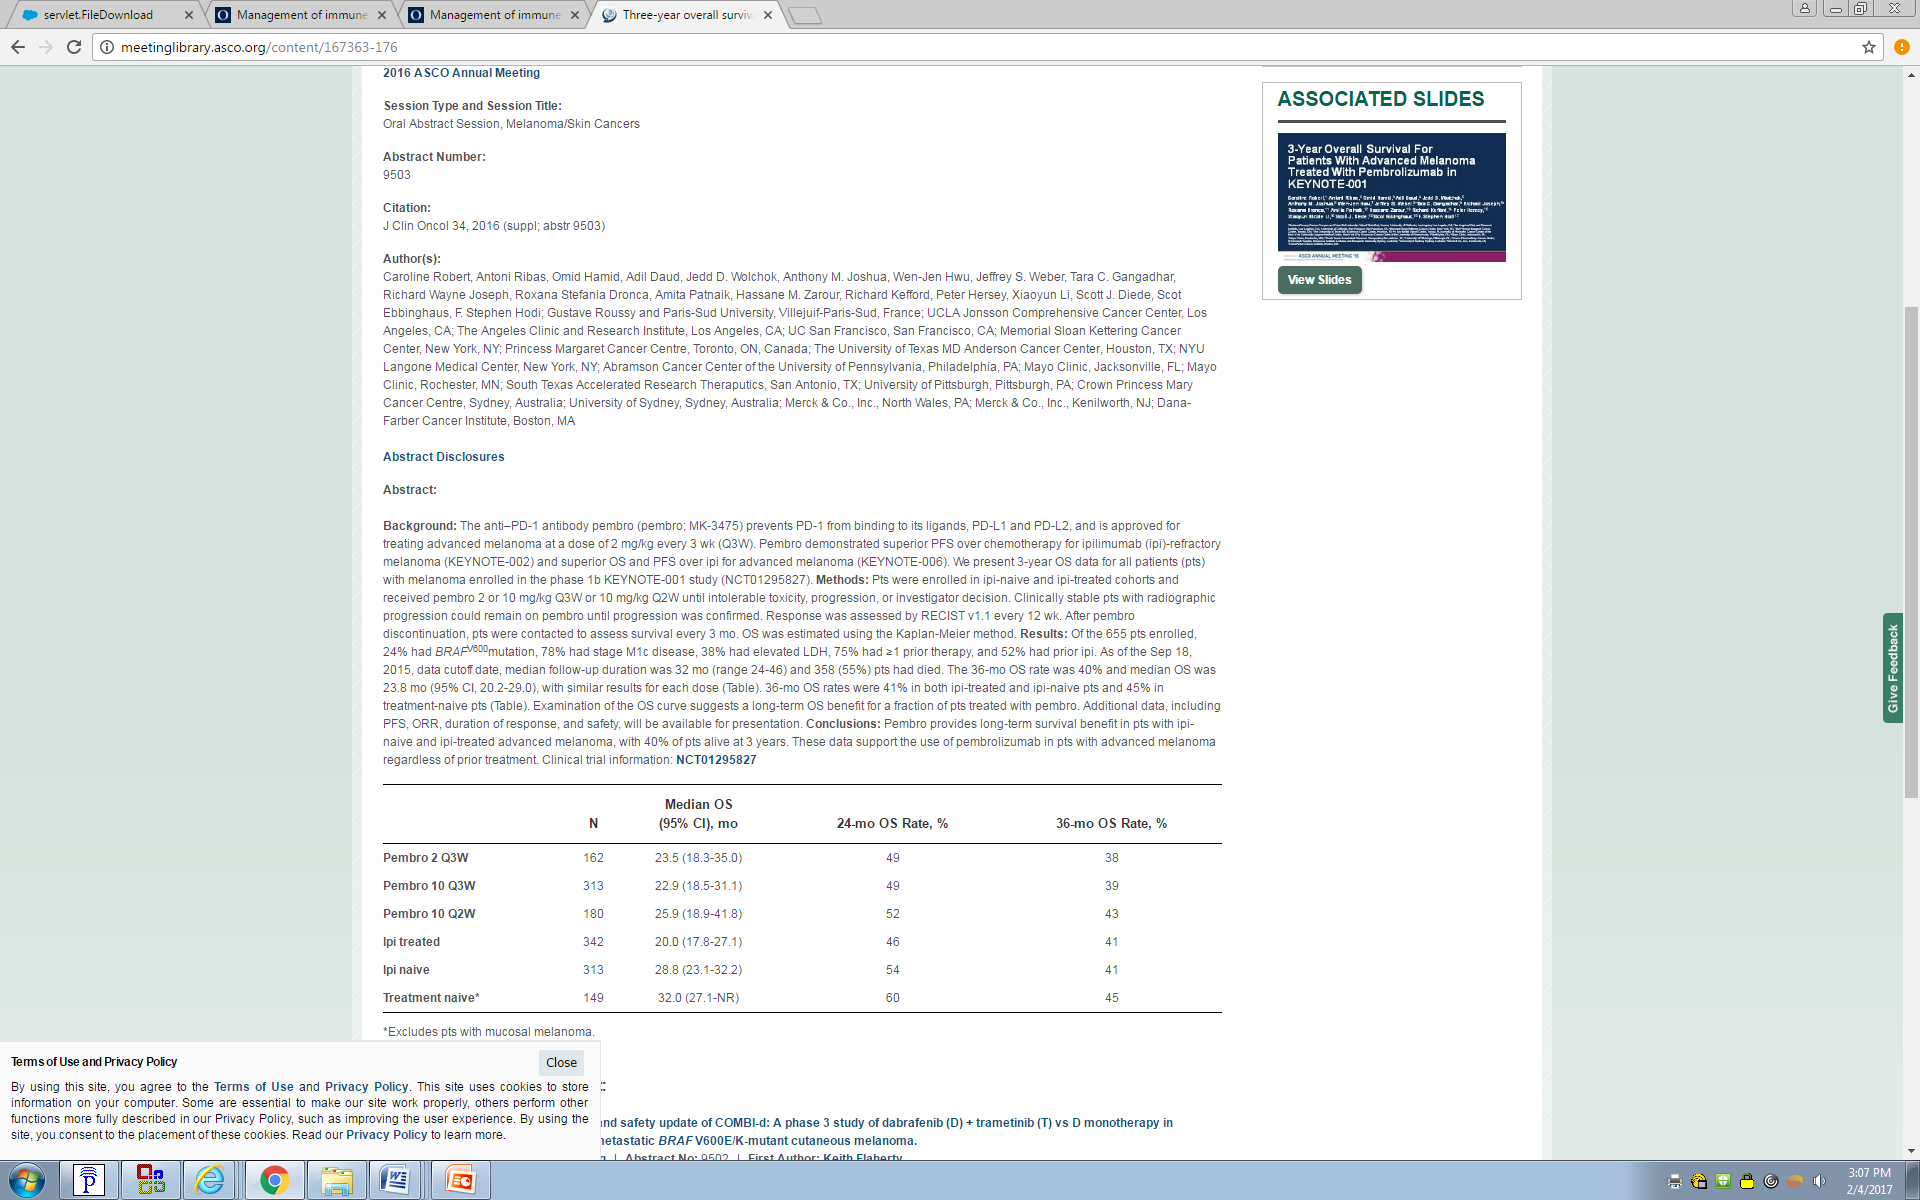 servlet.FileDownload
Management of immune
Management of immune
Three-year overall surviv
meetinglibrary.asco.org/content/167363-176
2016 ASCO Annual Meeting
Session Type and Session Title:
Oral Abstract Session, Melanoma/Skin Cancers
Abstract Number:
9503
Citation:
J Clin Oncol 34, 2016 (suppl; abstr 9503)
Author(s):
Caroline Robert, Antoni Ribas, Omid Hamid, Adil Daud, Jedd D. Wolchok, Anthony M. Joshua, Wen-Jen Hwu, Jeffrey S. Weber, Tara C. Gangadhar,
Richard Wayne Joseph, Roxana Stefania Dronca, Amita Patnaik, Hassane M. Zarour, Richard Kefford, Peter Hersey, Xiaoyun Li, Scott J. Diede, Scot
Ebbinghaus, F. Stephen Hodi; Gustave Roussy and Paris-Sud University, Villejuif-Paris-Sud, France; UCLA Jonsson Comprehensive Cancer Center, Los
Angeles, CA; The Angeles Clinic and Research Institute, Los Angeles, CA; UC San Francisco, San Francisco, CA; Memorial Sloan Kettering Cancer
Center, New York, NY; Princess Margaret Cancer Centre, Toronto, ON, Canada; The University of Texas MD Anderson Cancer Center, Houston, TX; NYU
Langone Medical Center, New York, NY; Abramson Cancer Center of the University of Pennsylvania, Philadelphia, PA; Mayo Clinic, Jacksonville, FL; Mayo
Clinic, Rochester, MN; South Texas Accelerated Research Theraputics, San Antonio, TX; University of Pittsburgh, Pittsburgh, PA; Crown Princess Mary
Cancer Centre, Sydney, Australia; University of Sydney, Sydney, Australia; Merck & Co., Inc., North Wales, PA; Merck & Co., Inc., Kenilworth, NJ; Dana-
Farber Cancer Institute, Boston, MA
Abstract Disclosures
Abstract:
Background: The anti–PD-1 antibody pembro (pembro; MK-3475) prevents PD-1 from binding to its ligands, PD-L1 and PD-L2, and is approved for
treating advanced melanoma at a dose of 2 mg/kg every 3 wk (Q3W). Pembro demonstrated superior PFS over chemotherapy for ipilimumab (ipi)-refractory
melanoma (KEYNOTE-002) and superior OS and PFS over ipi for advanced melanoma (KEYNOTE-006). We present 3-year OS data for all patients (pts)
with melanoma enrolled in the phase 1b KEYNOTE-001 study (NCT01295827). Methods: Pts were enrolled in ipi-naive and ipi-treated cohorts and
received pembro 2 or 10 mg/kg Q3W or 10 mg/kg Q2W until intolerable toxicity, progression, or investigator decision. Clinically stable pts with radiographic
progression could remain on pembro until progression was confirmed. Response was assessed by RECIST v1.1 every 12 wk. After pembro
discontinuation, pts were contacted to assess survival every 3 mo. OS was estimated using the Kaplan-Meier method. Results: Of the 655 pts enrolled,
24% had BRAFV600mutation, 78% had stage M1c disease, 38% had elevated LDH, 75% had ≥1 prior therapy, and 52% had prior ipi. As of the Sep 18,
2015, data cutoff date, median follow-up duration was 32 mo (range 24-46) and 358 (55%) pts had died. The 36-mo OS rate was 40% and median OS was
23.8 mo (95% CI, 20.2-29.0), with similar results for each dose (Table). 36-mo OS rates were 41% in both ipi-treated and ipi-naive pts and 45% in
treatment-naive pts (Table). Examination of the OS curve suggests a long-term OS benefit for a fraction of pts treated with pembro. Additional data, including
PFS, ORR, duration of response, and safety, will be available for presentation. Conclusions: Pembro provides long-term survival benefit in pts with ipi-
naive and ipi-treated advanced melanoma, with 40% of pts alive at 3 years. These data support the use of pembrolizumab in pts with advanced melanoma
regardless of prior treatment. Clinical trial information: NCT01295827
N Median OS (95% CI), mo 24-mo OS Rate, % 36-mo OS Rate, %
Pembro 2 Q3W 162 23.5 (18.3-35.0) 49 38
Pembro 10 Q3W 313 22.9 (18.5-31.1) 49 39
Pembro 10 Q2W 180 25.9 (18.9-41.8) 52 43
Ipi treated 342 20.0 (17.8-27.1) 46 41
Ipi naive 313 28.8 (23.1-32.2) 54 41
Treatment naive* 149 32.0 (27.1-NR) 60 45
*Excludes pts with mucosal melanoma.
nd safety update of COMBI-d: A phase 3 study of dabrafenib (D) + trametinib (T) vs D monotherapy in
metastatic BRAF V600E/K-mutant cutaneous melanoma.
| Abstract No: 9502 | First Author: Keith Flaherty
ASSOCIATED SLIDES
3-Year Overall Survival For
Patients With Advanced Melanoma
Treated With Pembrolizumab in
KEYNOTE-001
ASCO ANNUAL MEETING '16
View Slides
Give Feedback
Terms of Use and Privacy Policy
Close
By using this site, you agree to the Terms of Use and Privacy Policy. This site uses cookies to store
information on your computer. Some are essential to make our site work properly, others perform other
functions more fully described in our Privacy Policy, such as improving the user experience. By using the
site, you consent to the placement of these cookies. Read our Privacy Policy to learn more.
3:07 PM
2/4/2017